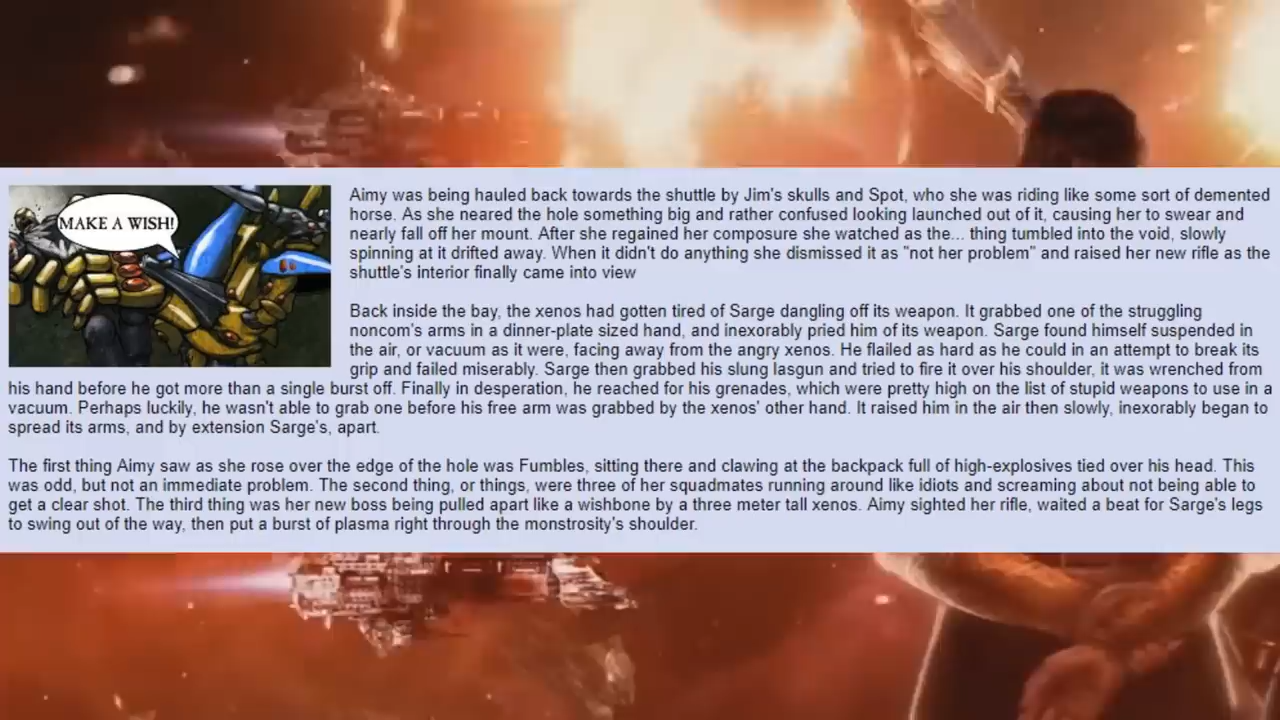 MAKE A WISH!
Aimy was being hauled back towards the shuttle by Jim's skulls and Spot, who she was riding like some sort of demented
horse. As she neared the hole something big and rather confused looking launched out of it, causing her to swear and
nearly fall off her mount. After she regained her composure she watched as the... thing tumbled into the void, slowly
spinning at it drifted away. When it didn't do anything she dismissed it as "not her problem" and raised her new rifle as the
shuttle's interior finally came into view
Back inside the bay, the xenos had gotten tired of Sarge dangling off its weapon. It grabbed one of the struggling
noncom's arms in a dinner-plate sized hand, and inexorably pried him of its weapon. Sarge found himself suspended in
the air, or vacuum as it were, facing away from the angry xenos. He flailed as hard as he could in an attempt to break its
grip and failed miserably. Sarge then grabbed his slung lasgun and tried to fire it over his shoulder, it was wrenched from
his hand before he got more than a single burst off. Finally in desperation, he reached for his grenades, which were pretty high on the list of stupid weapons to use in a
vacuum. Perhaps luckily, he wasn't able to grab one before his free arm was grabbed by the xenos' other hand. It raised him in the air then slowly, inexorably began to
spread its arms, and by extension Sarge's, apart.
The first thing Aimy saw as she rose over the edge of the hole was Fumbles, sitting there and clawing at the backpack full of high-explosives tied over his head. This
was odd, but not an immediate problem. The second thing, or things, were three of her squadmates running around like idiots and screaming about not being able to
get a clear shot. The third thing was her new boss being pulled apart like a wishbone by a three meter tall xenos. Aimy sighted her rifle, waited a beat for Sarge's legs
to swing out of the way, then put a burst of plasma right through the monstrosity's shoulder.